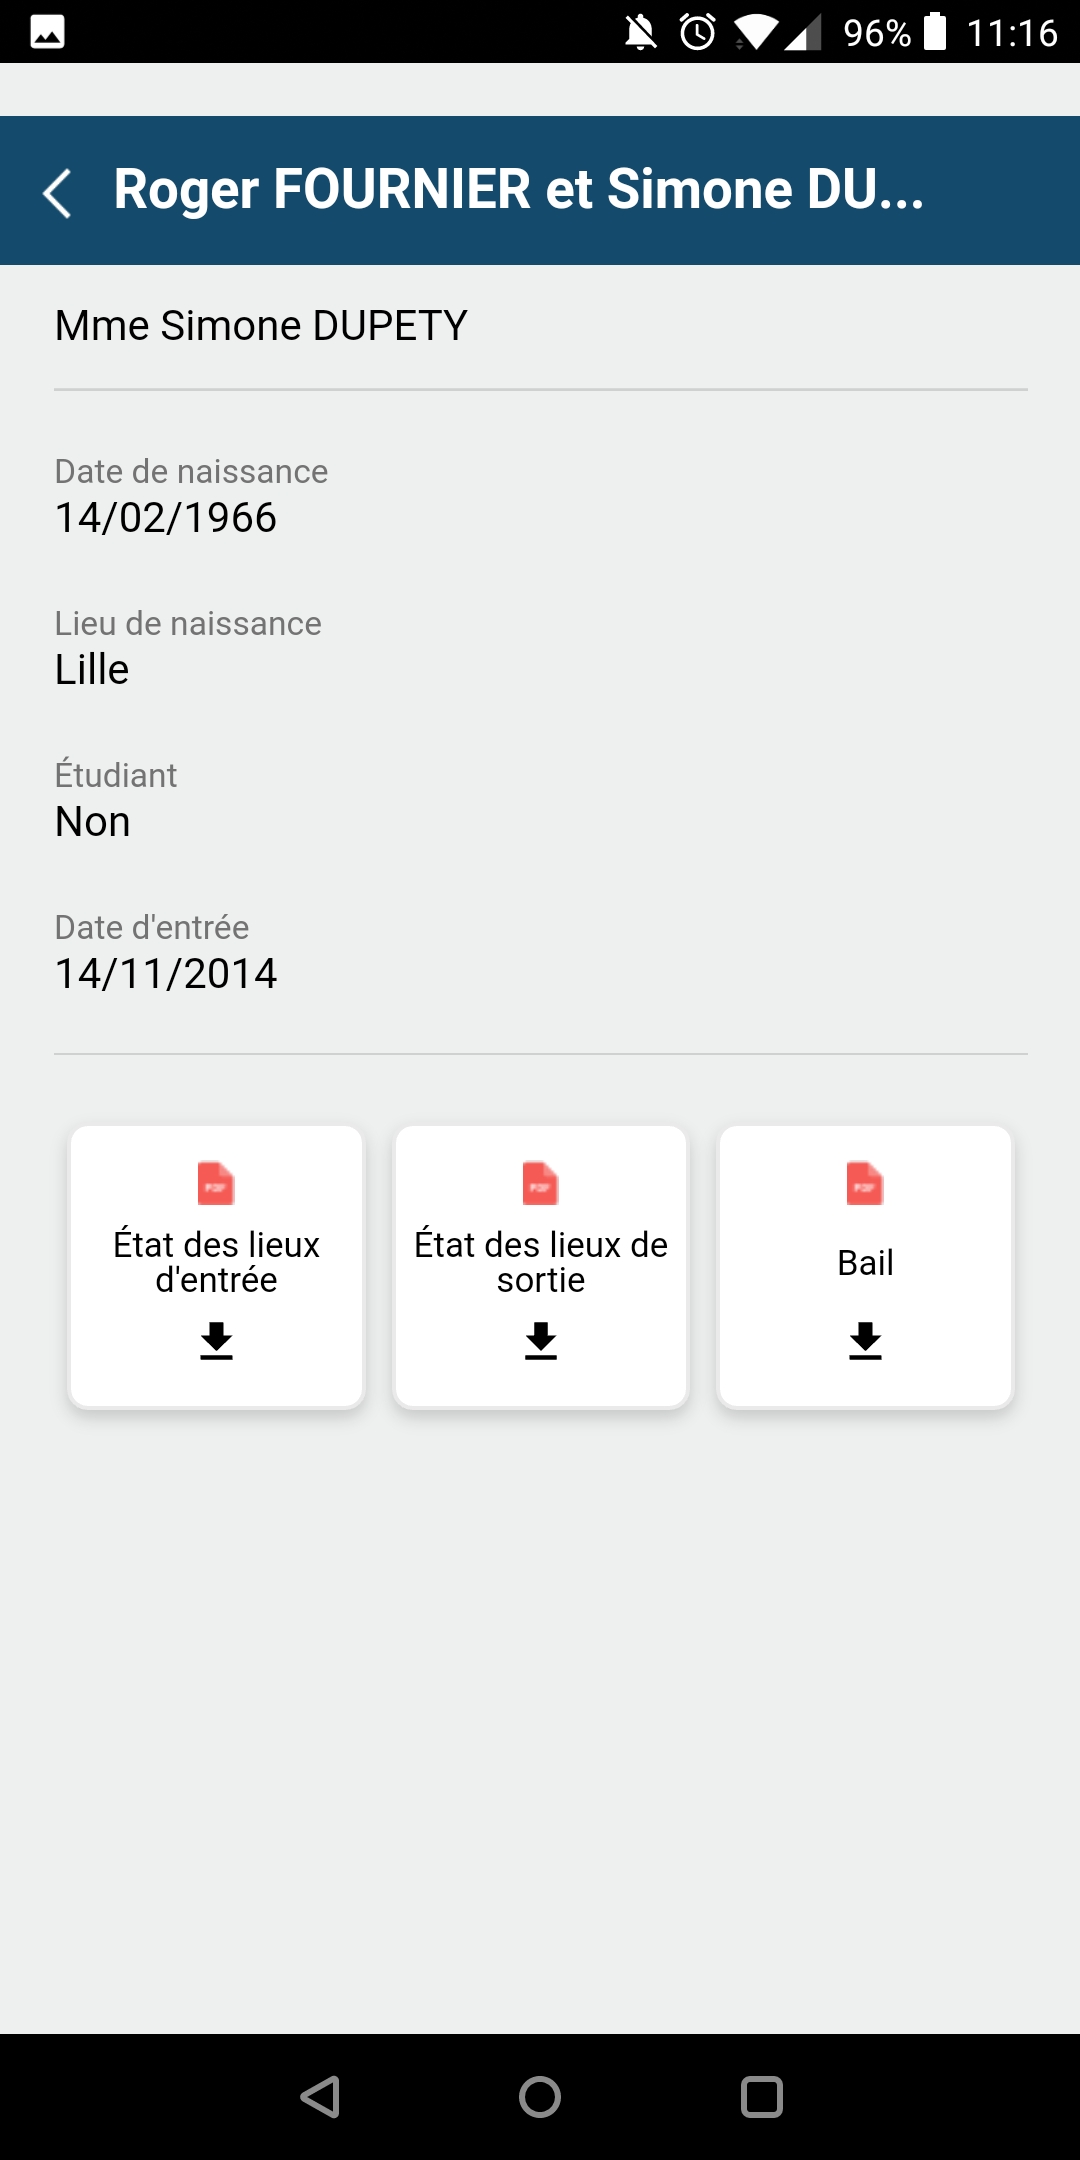 96% 11:16
Roger FOURNIER et Simone DU...
Mme Simone DUPETY
Date de naissance
14/02/1966
Lieu de naissance
Lille
Étudiant
Non
Date d'entrée
14/11/2014
PDF
État des lieux
d'entrée
PDF
État des lieux de
sortie
PDF
Bail